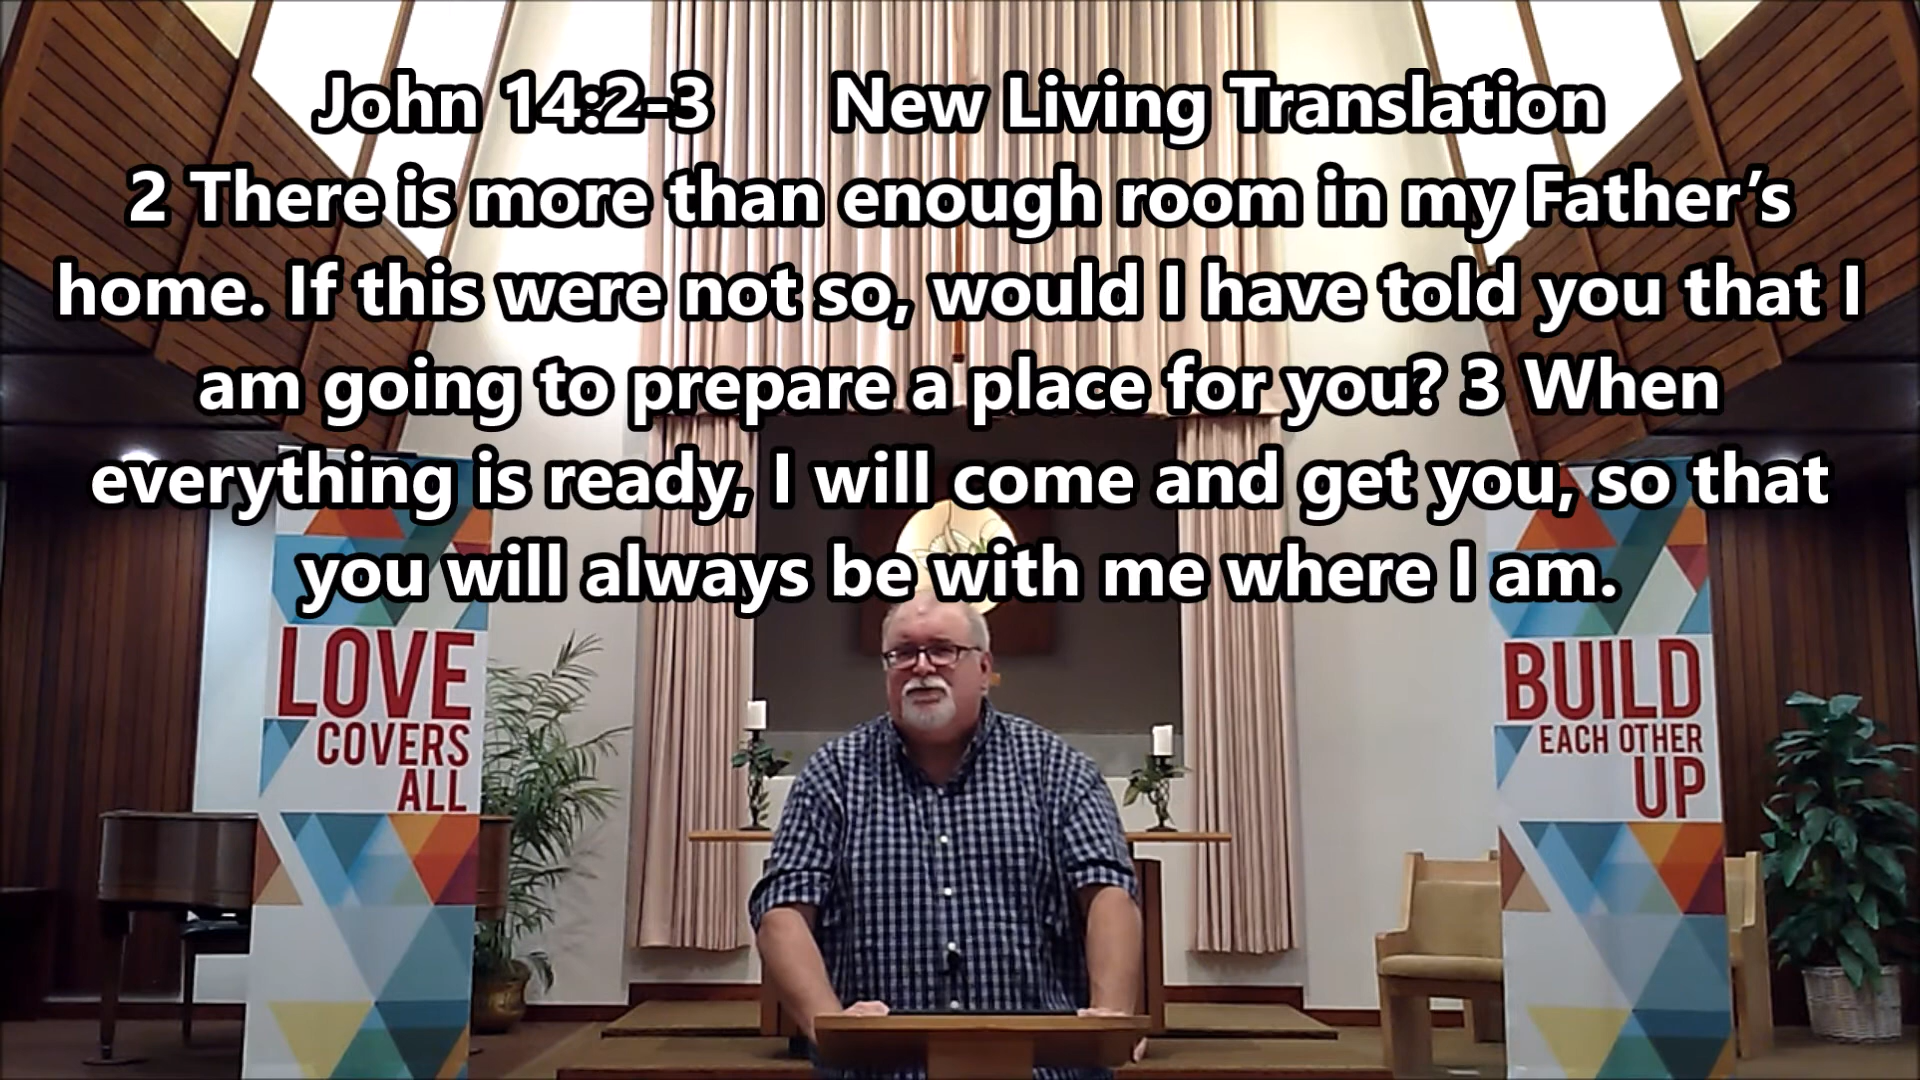 John 14:2-3 New Living Translation
2 There is more than enough room in my Father’s
home. If this were not so, would I have told you that I
am going to prepare a place for you? 3 When
everything is ready, I will come and get you, so that
you will always be with me where I am.
LOVE
COVERS
ALL
BUILD
EACH OTHER
UP